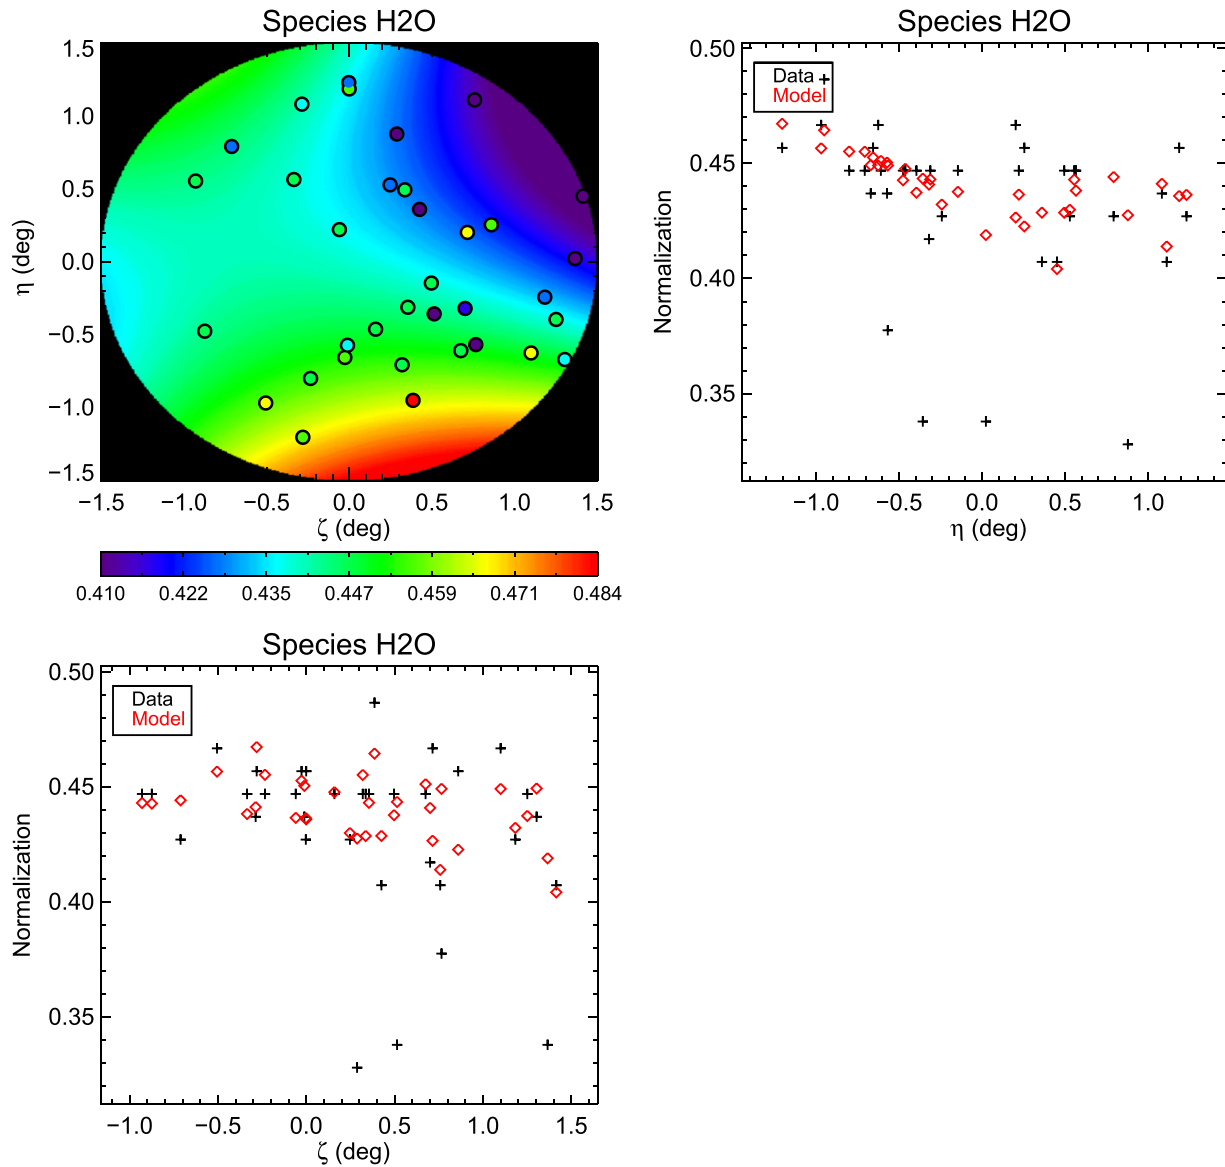 Species H2O
1.5
1.0
0.5
0.0
−0.5
−1.0
−1.5
η (deg)
−1.5 −1.0 −0.5 0.0 0.5 1.0 1.5
ζ (deg)
0.410 0.422 0.435 0.447 0.459 0.471 0.484
Species H2O
0.50
0.45
0.40
0.35
Normalization
Data
Model
−1.0 −0.5 0.0 0.5 1.0
η (deg)
Species H2O
0.50
0.45
0.40
0.35
Normalization
Data
Model
−1.0 −0.5 0.0 0.5 1.0 1.5
ζ (deg)